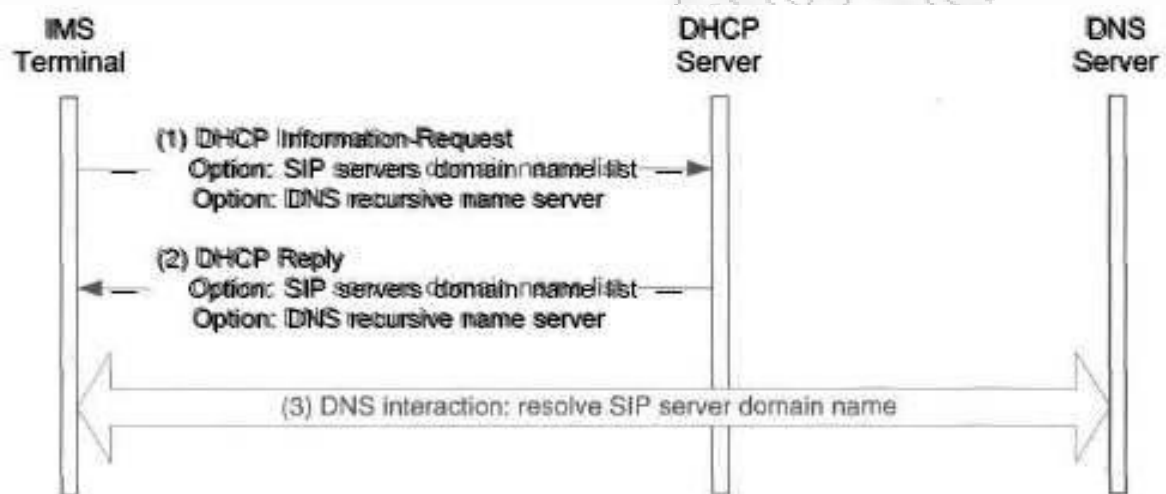 IMS
Terminal
DHCP
Server
DNS
Server
(1) DHCP Information-Request
Option: SIP servers domain name list
Option: DNS recursive name server
(2) DHCP Reply
Option: SIP servers domain name list
Option: DNS recursive name server
(3) DNS interaction: resolve SIP server domain name